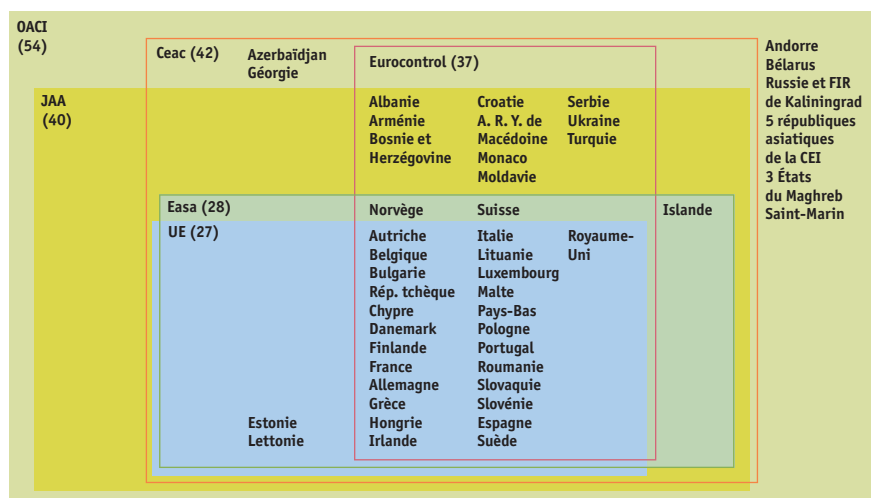 OACI
(54)
Ceac (42)
Azerbaïdjan
Géorgie
Eurocontrol (37)
Andorre
Bélarus
Russie et FIR
de Kaliningrad
5 républiques
asiatiques
de la CEI
3 États
du Maghreb
Saint-Marin
JAA
(40)
Albanie
Arménie
Bosnie et
Herzégovine
Croatie
A. R. Y. de
Macédoine
Monaco
Moldavie
Serbie
Ukraine
Turquie
Easa (28)
Norvège
Suisse
Islande
UE (27)
Estonie
Lettonie
Autriche
Belgique
Bulgarie
Rép. tchèque
Chypre
Danemark
Finlande
France
Allemagne
Grèce
Hongrie
Irlande
Italie
Lituanie
Luxembourg
Malte
Pays-Bas
Pologne
Portugal
Roumanie
Slovaquie
Slovénie
Espagne
Suède
Royaume-
Uni